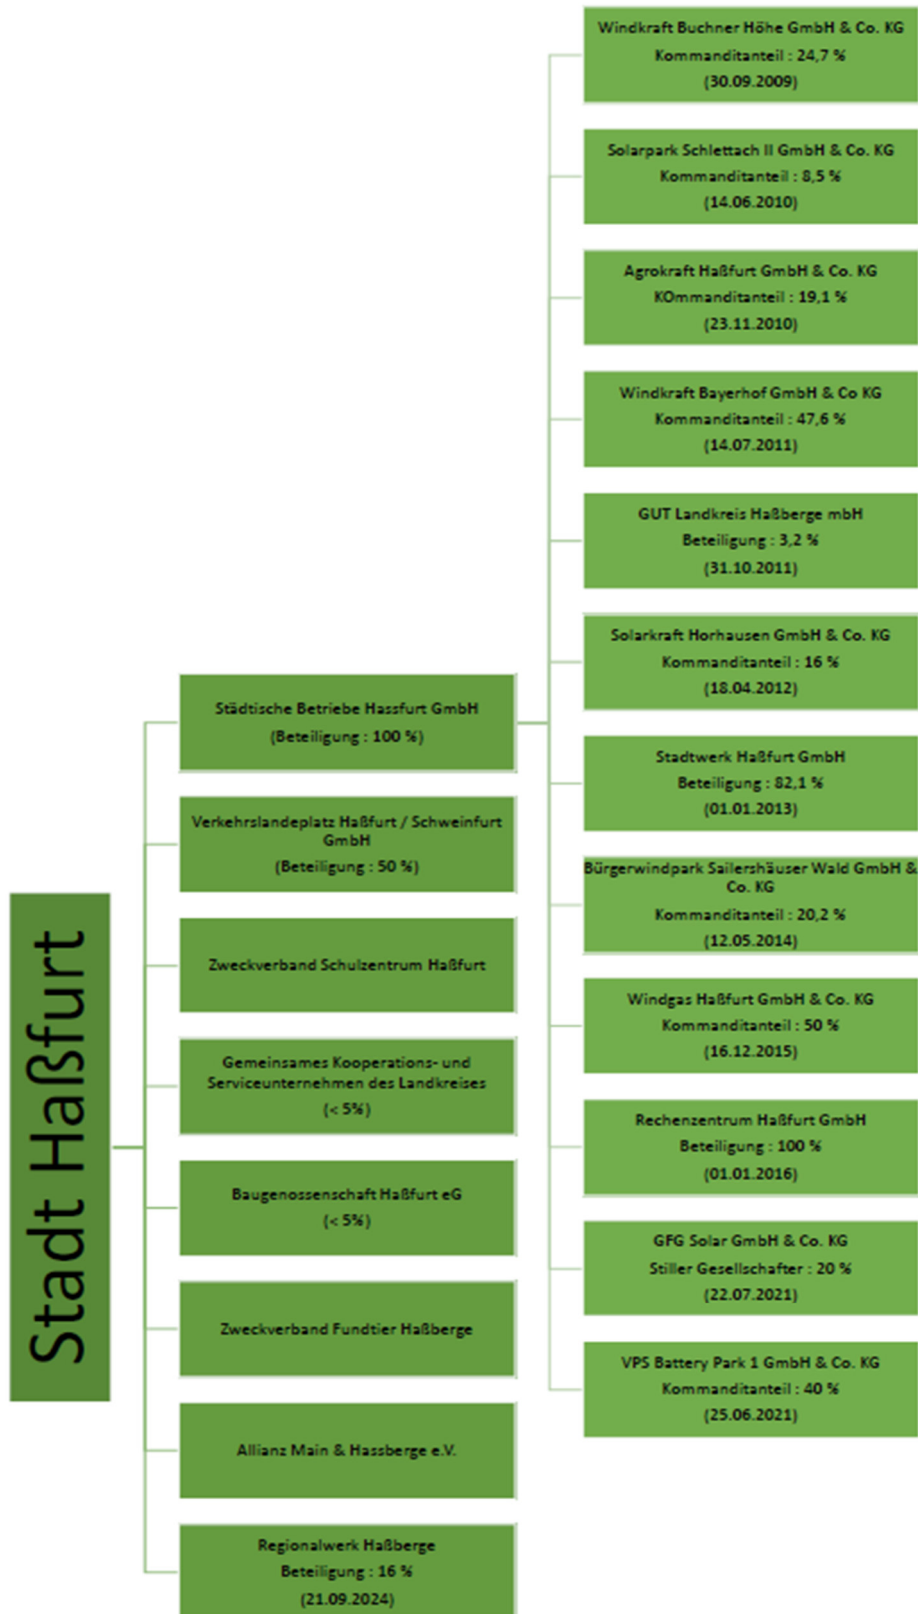 Stadt Haßfurt
Städtische Betriebe Hassfurt GmbH
(Beteiligung : 100 %)
Verkehrslandeplatz Haßfurt / Schweinfurt
GmbH
(Beteiligung : 50 %)
Zweckverband Schulzentrum Haßfurt
Gemeinsames Kooperations- und
Serviceunternehmen des Landkreises
(< 5%)
Baugenossenschaft Haßfurt eG
(< 5%)
Zweckverband Fundtier Haßberge
Allianz Main & Hassberge e.V.
Regionalwerk Haßberge
Beteiligung : 16 %
(21.09.2024)
Windkraft Buchner Höhe GmbH & Co. KG
Kommanditanteil : 24,7 %
(30.09.2009)
Solarpark Schlettach II GmbH & Co. KG
Kommanditanteil : 8,5 %
(14.06.2010)
Agrokraft Haßfurt GmbH & Co. KG
KOmmanditanteil : 19,1 %
(23.11.2010)
Windkraft Bayerhof GmbH & Co KG
Kommanditanteil : 47,6 %
(14.07.2011)
GUT Landkreis Haßberge mbH
Beteiligung : 3,2 %
(31.10.2011)
Solarkraft Horhausen GmbH & Co. KG
Kommanditanteil : 16 %
(18.04.2012)
Stadtwerk Haßfurt GmbH
Beteiligung : 82,1 %
(01.01.2013)
Bürgerwindpark Sailershäuser Wald GmbH &
Co. KG
Kommanditanteil : 20,2 %
(12.05.2014)
Windgas Haßfurt GmbH & Co. KG
Kommanditanteil : 50 %
(16.12.2015)
Rechenzentrum Haßfurt GmbH
Beteiligung : 100 %
(01.01.2016)
GFG Solar GmbH & Co. KG
Stiller Gesellschafter : 20 %
(22.07.2021)
VPS Battery Park 1 GmbH & Co. KG
Kommanditanteil : 40 %
(25.06.2021)